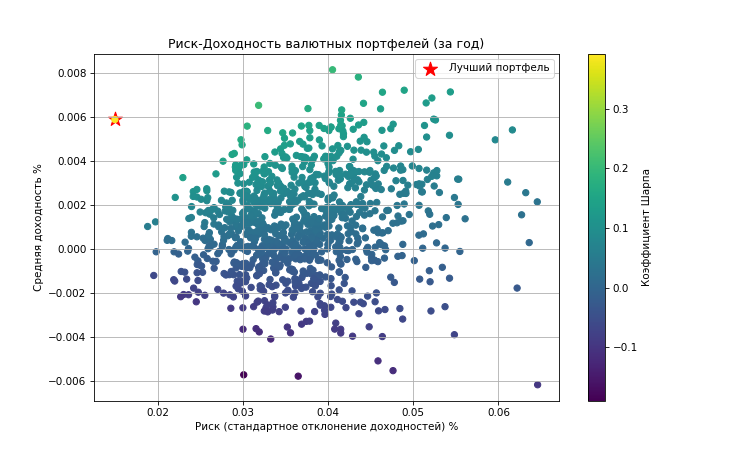 Риск-Доходность валютных портфелей (за год)
Лучший портфель
Средняя доходность %
0.008
0.006
0.004
0.002
0.000
−0.002
−0.004
−0.006
0.02 0.03 0.04 0.05 0.06
Риск (стандартное отклонение доходностей) %
0.3
0.2
0.1
0.0
−0.1
Коэффициент Шарпа